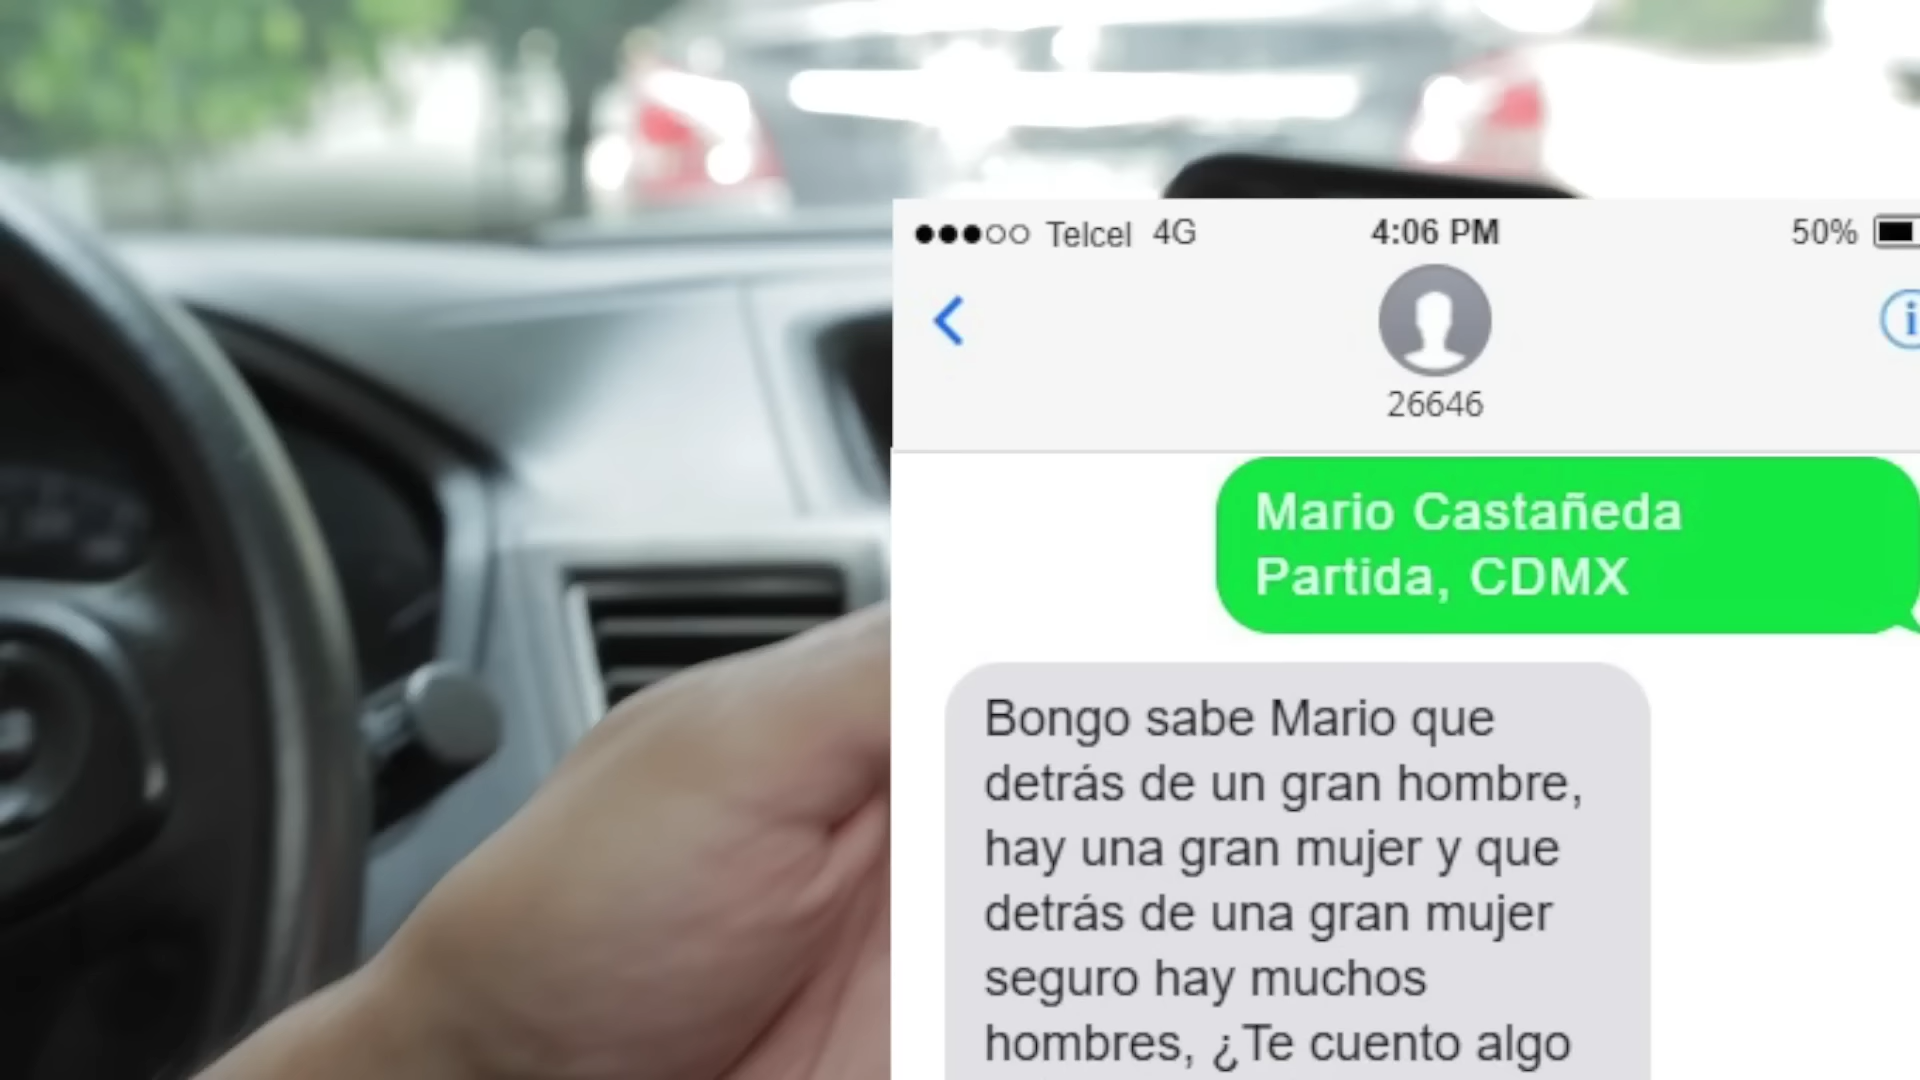 Telcel 4G 4:06 PM 50%
26646
Mario Castañeda
Partida, CDMX
Bongo sabe Mario que
detrás de un gran hombre,
hay una gran mujer y que
detrás de una gran mujer
seguro hay muchos
hombres, ¿Te cuento algo